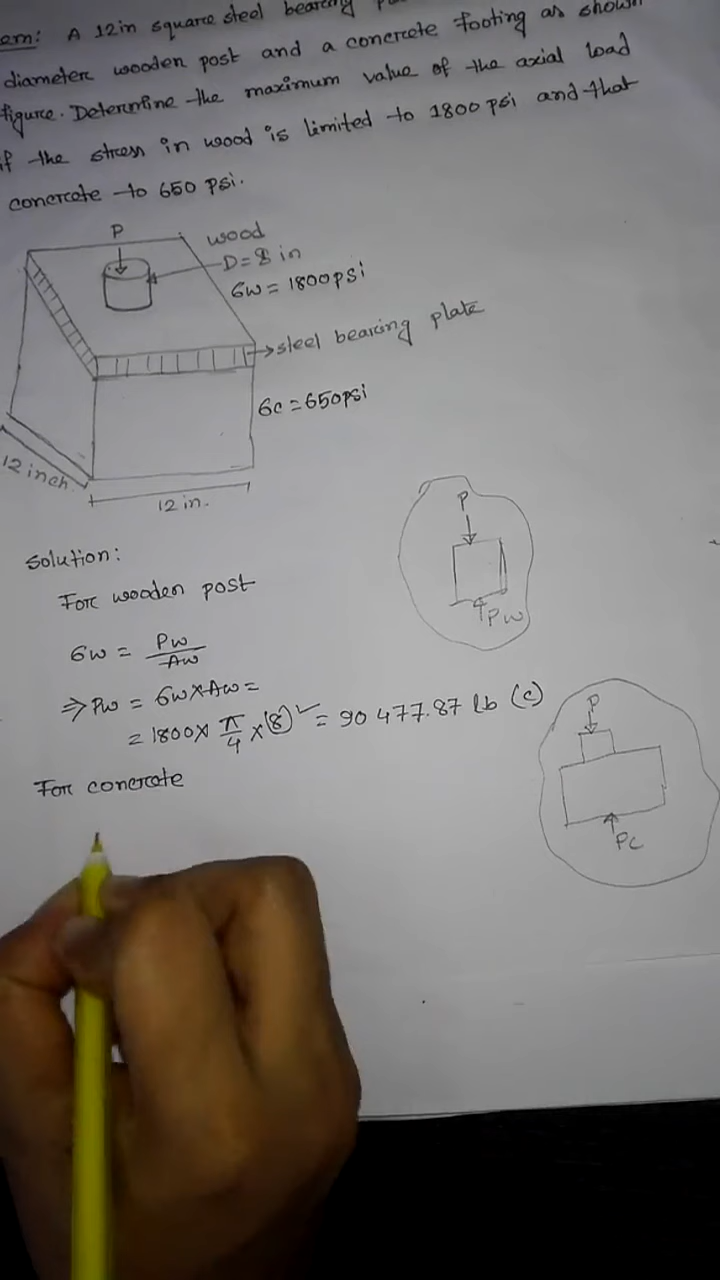 em: A 12in square steel bearing
diameter wooden post and a concrete footing as shown
figure. Determine the maximum value of the axial load
if the stress in wood is limited to 1800 psi and that
concrete to 650 psi.
P
wood
D=8 in
6w = 1800psi
steel bearing plate
6c = 650psi
12 inch.
12 in.
P
Pw
Solution:
For wooden post
6w = Pw/Aw
⇒ Pw = 6w×Aw =
= 1800× π/4 ×(8)² = 90 477.87 lb (c)
P
Pc
For concrete